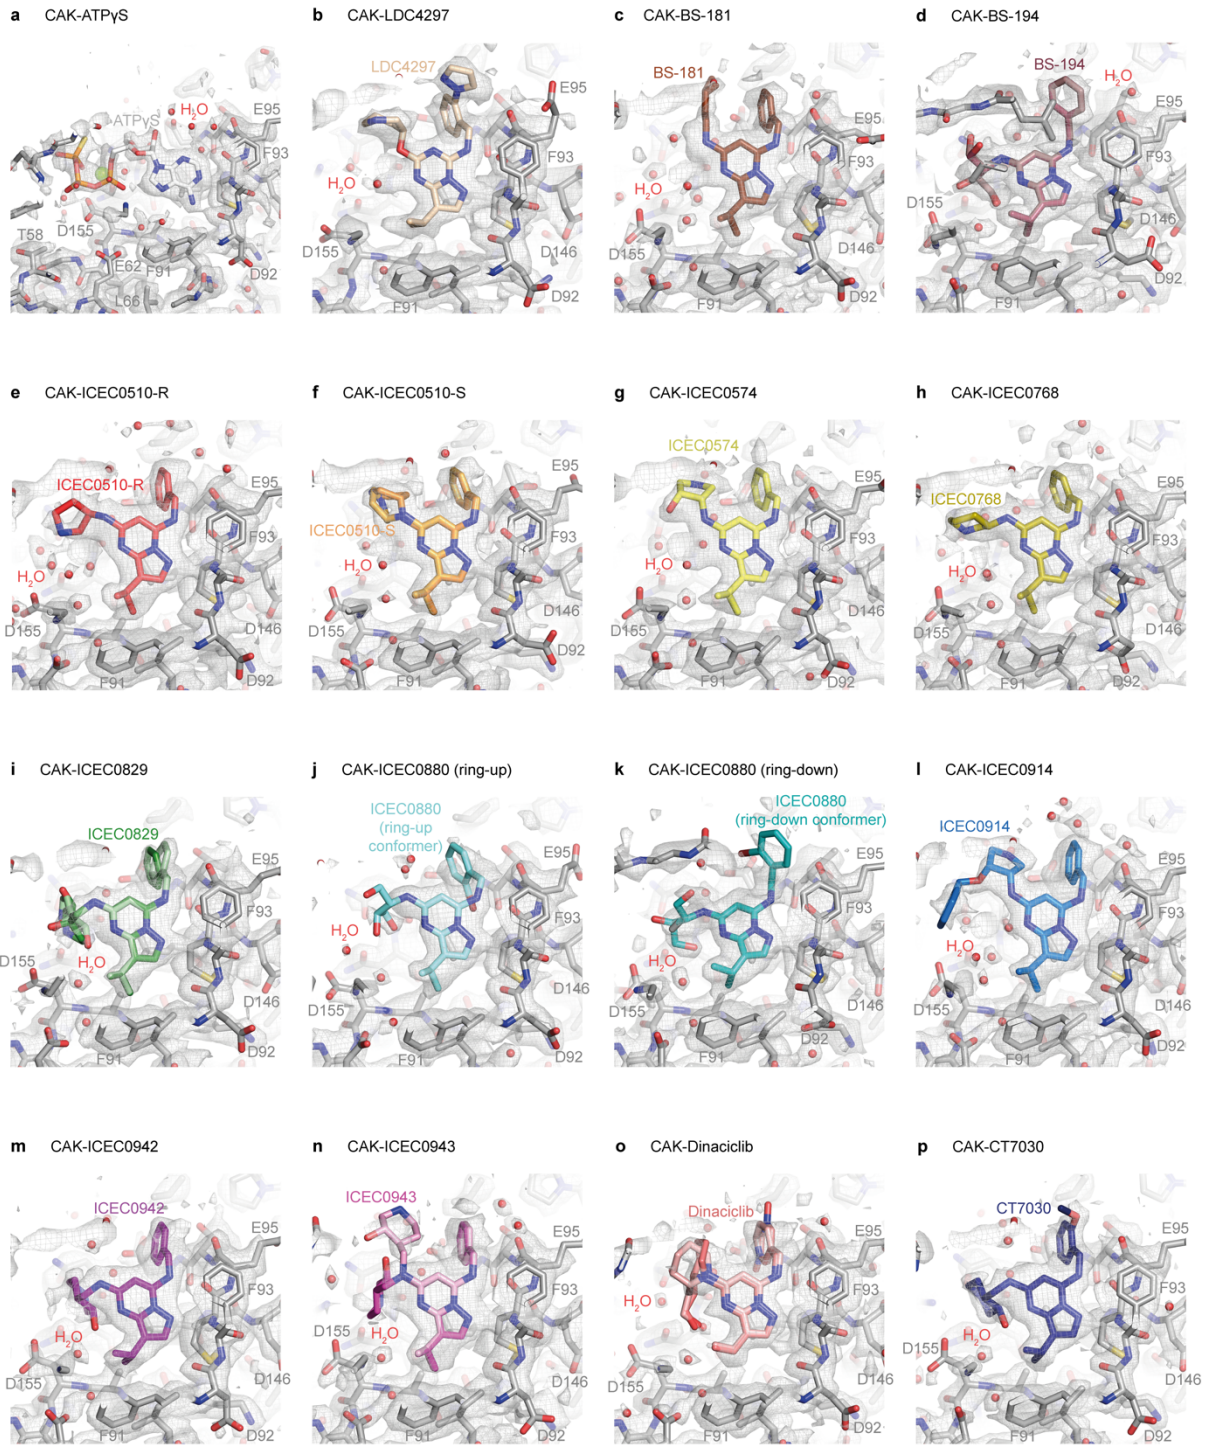 a CAK-ATPγS
b CAK-LDC4297
c CAK-BS-181
d CAK-BS-194
H₂O
ATPγS
E95
F93
T58
D155
E62
F91
L66
D92
LDC4297
E95
F93
H₂O
D155
D146
F91
D92
BS-181
E95
F93
H₂O
D155
D146
F91
D92
BS-194
H₂O
E95
F93
D155
D146
F91
D92
e CAK-ICEC0510-R
f CAK-ICEC0510-S
g CAK-ICEC0574
h CAK-ICEC0768
ICEC0510-R
E95
F93
H₂O
D155
D146
F91
D92
E95
ICEC0510-S
F93
H₂O
D155
D146
F91
D92
ICEC0574
E95
F93
H₂O
D155
D146
F91
D92
E95
ICEC0768
F93
H₂O
D155
D146
F91
D92
i CAK-ICEC0829
j CAK-ICEC0880 (ring-up)
k CAK-ICEC0880 (ring-down)
l CAK-ICEC0914
ICEC0829
E95
F93
D155
H₂O
D146
F91
D92
ICEC0880
(ring-up
conformer)
E95
F93
H₂O
D155
D146
F91
D92
ICEC0880
(ring-down conformer)
E95
F93
H₂O
D155
D146
F91
D92
ICEC0914
E95
F93
H₂O
D155
D146
F91
D92
m CAK-ICEC0942
n CAK-ICEC0943
o CAK-Dinaciclib
p CAK-CT7030
ICEC0942
E95
F93
H₂O
D155
D146
F91
D92
ICEC0943
E95
F93
D155
H₂O
D146
F91
D92
Dinaciclib
E95
F93
H₂O
D155
D146
F91
D92
CT7030
E95
F93
H₂O
D155
D146
F91
D92